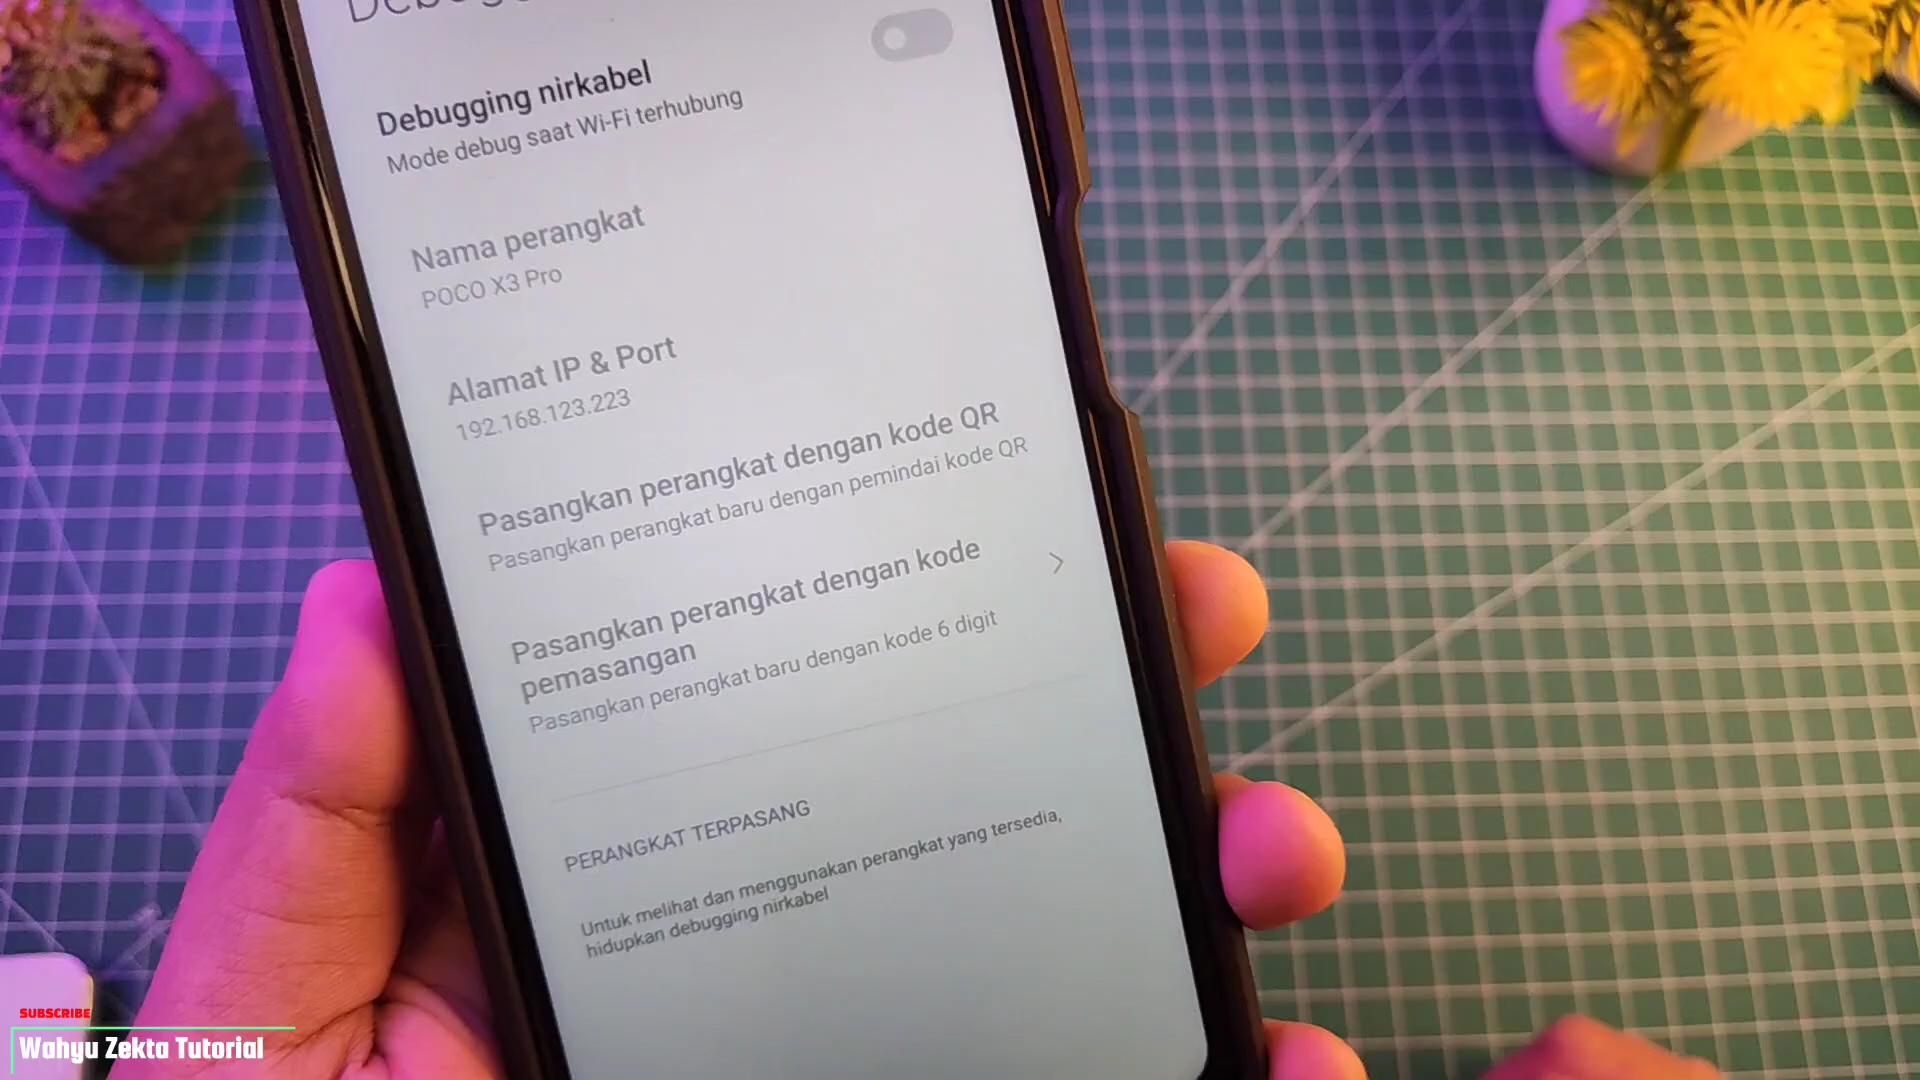 Debugging nirkabel
Mode debug saat Wi-Fi terhubung
Nama perangkat
POCO X3 Pro
Alamat IP & Port
192.168.123.223
Pasangkan perangkat dengan kode QR
Pasangkan perangkat baru dengan pemindai kode QR
Pasangkan perangkat dengan kode
pemasangan
Pasangkan perangkat baru dengan kode 6 digit
PERANGKAT TERPASANG
Untuk melihat dan menggunakan perangkat yang tersedia,
hidupkan debugging nirkabel
SUBSCRIBE
Wahyu Zekta Tutorial